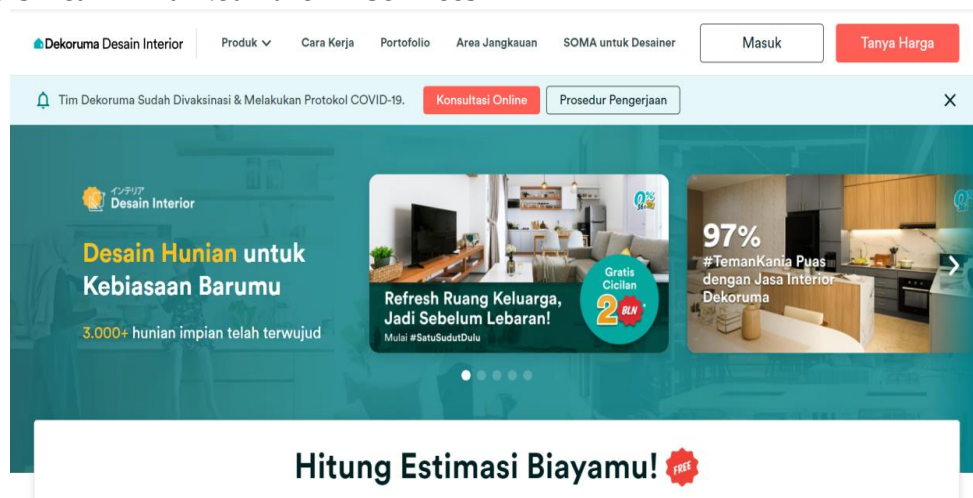 Dekoruma Desain Interior
Produk
Cara Kerja
Portofolio
Area Jangkauan
SOMA untuk Desainer
Masuk
Tanya Harga
Tim Dekoruma Sudah Divaksinasi & Melakukan Protokol COVID-19.
Konsultasi Online
Prosedur Pengerjaan
インテリア
Desain Interior
Desain Hunian untuk
Kebiasaan Barumu
3.000+ hunian impian telah terwujud
0%
Refresh Ruang Keluarga,
Jadi Sebelum Lebaran!
Mulai #SatuSudutDulu
Gratis
Cicilan
2 BLN*
97%
#TemanKania Puas
dengan Jasa Interior
Dekoruma
Hitung Estimasi Biayamu!
FREE